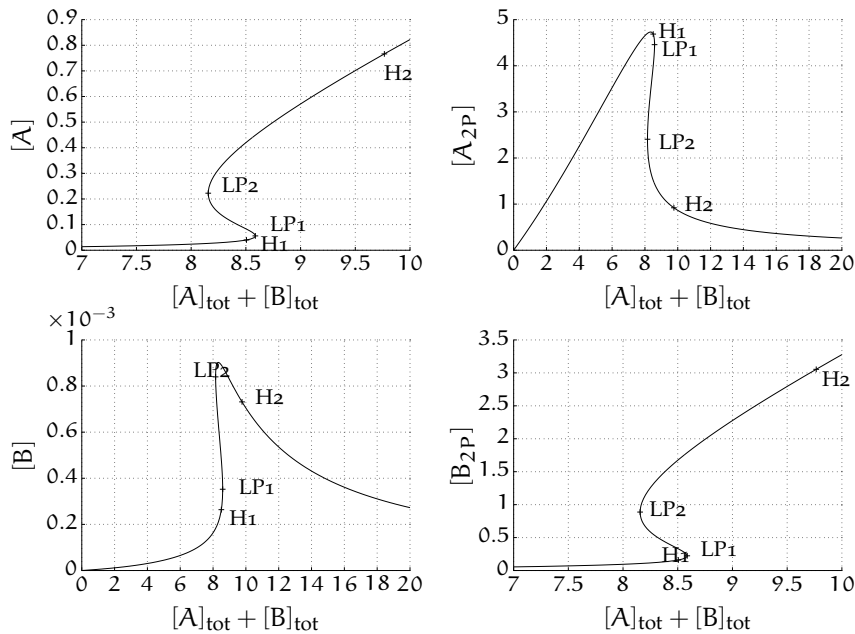 0.9
0.8
0.7
0.6
0.5
0.4
0.3
0.2
0.1
0
[A]
H2
LP2
LP1
H1
7 7.5 8 8.5 9 9.5 10
[A]tot + [B]tot
5
4
3
2
1
0
[A2P]
H1
LP1
LP2
H2
0 2 4 6 8 10 12 14 16 18 20
[A]tot + [B]tot
×10−3
1
0.8
0.6
0.4
0.2
0
[B]
LP2
H2
LP1
H1
0 2 4 6 8 10 12 14 16 18 20
[A]tot + [B]tot
3.5
3
2.5
2
1.5
1
0.5
0
[B2P]
H2
LP2
LP1
H1
7 7.5 8 8.5 9 9.5 10
[A]tot + [B]tot